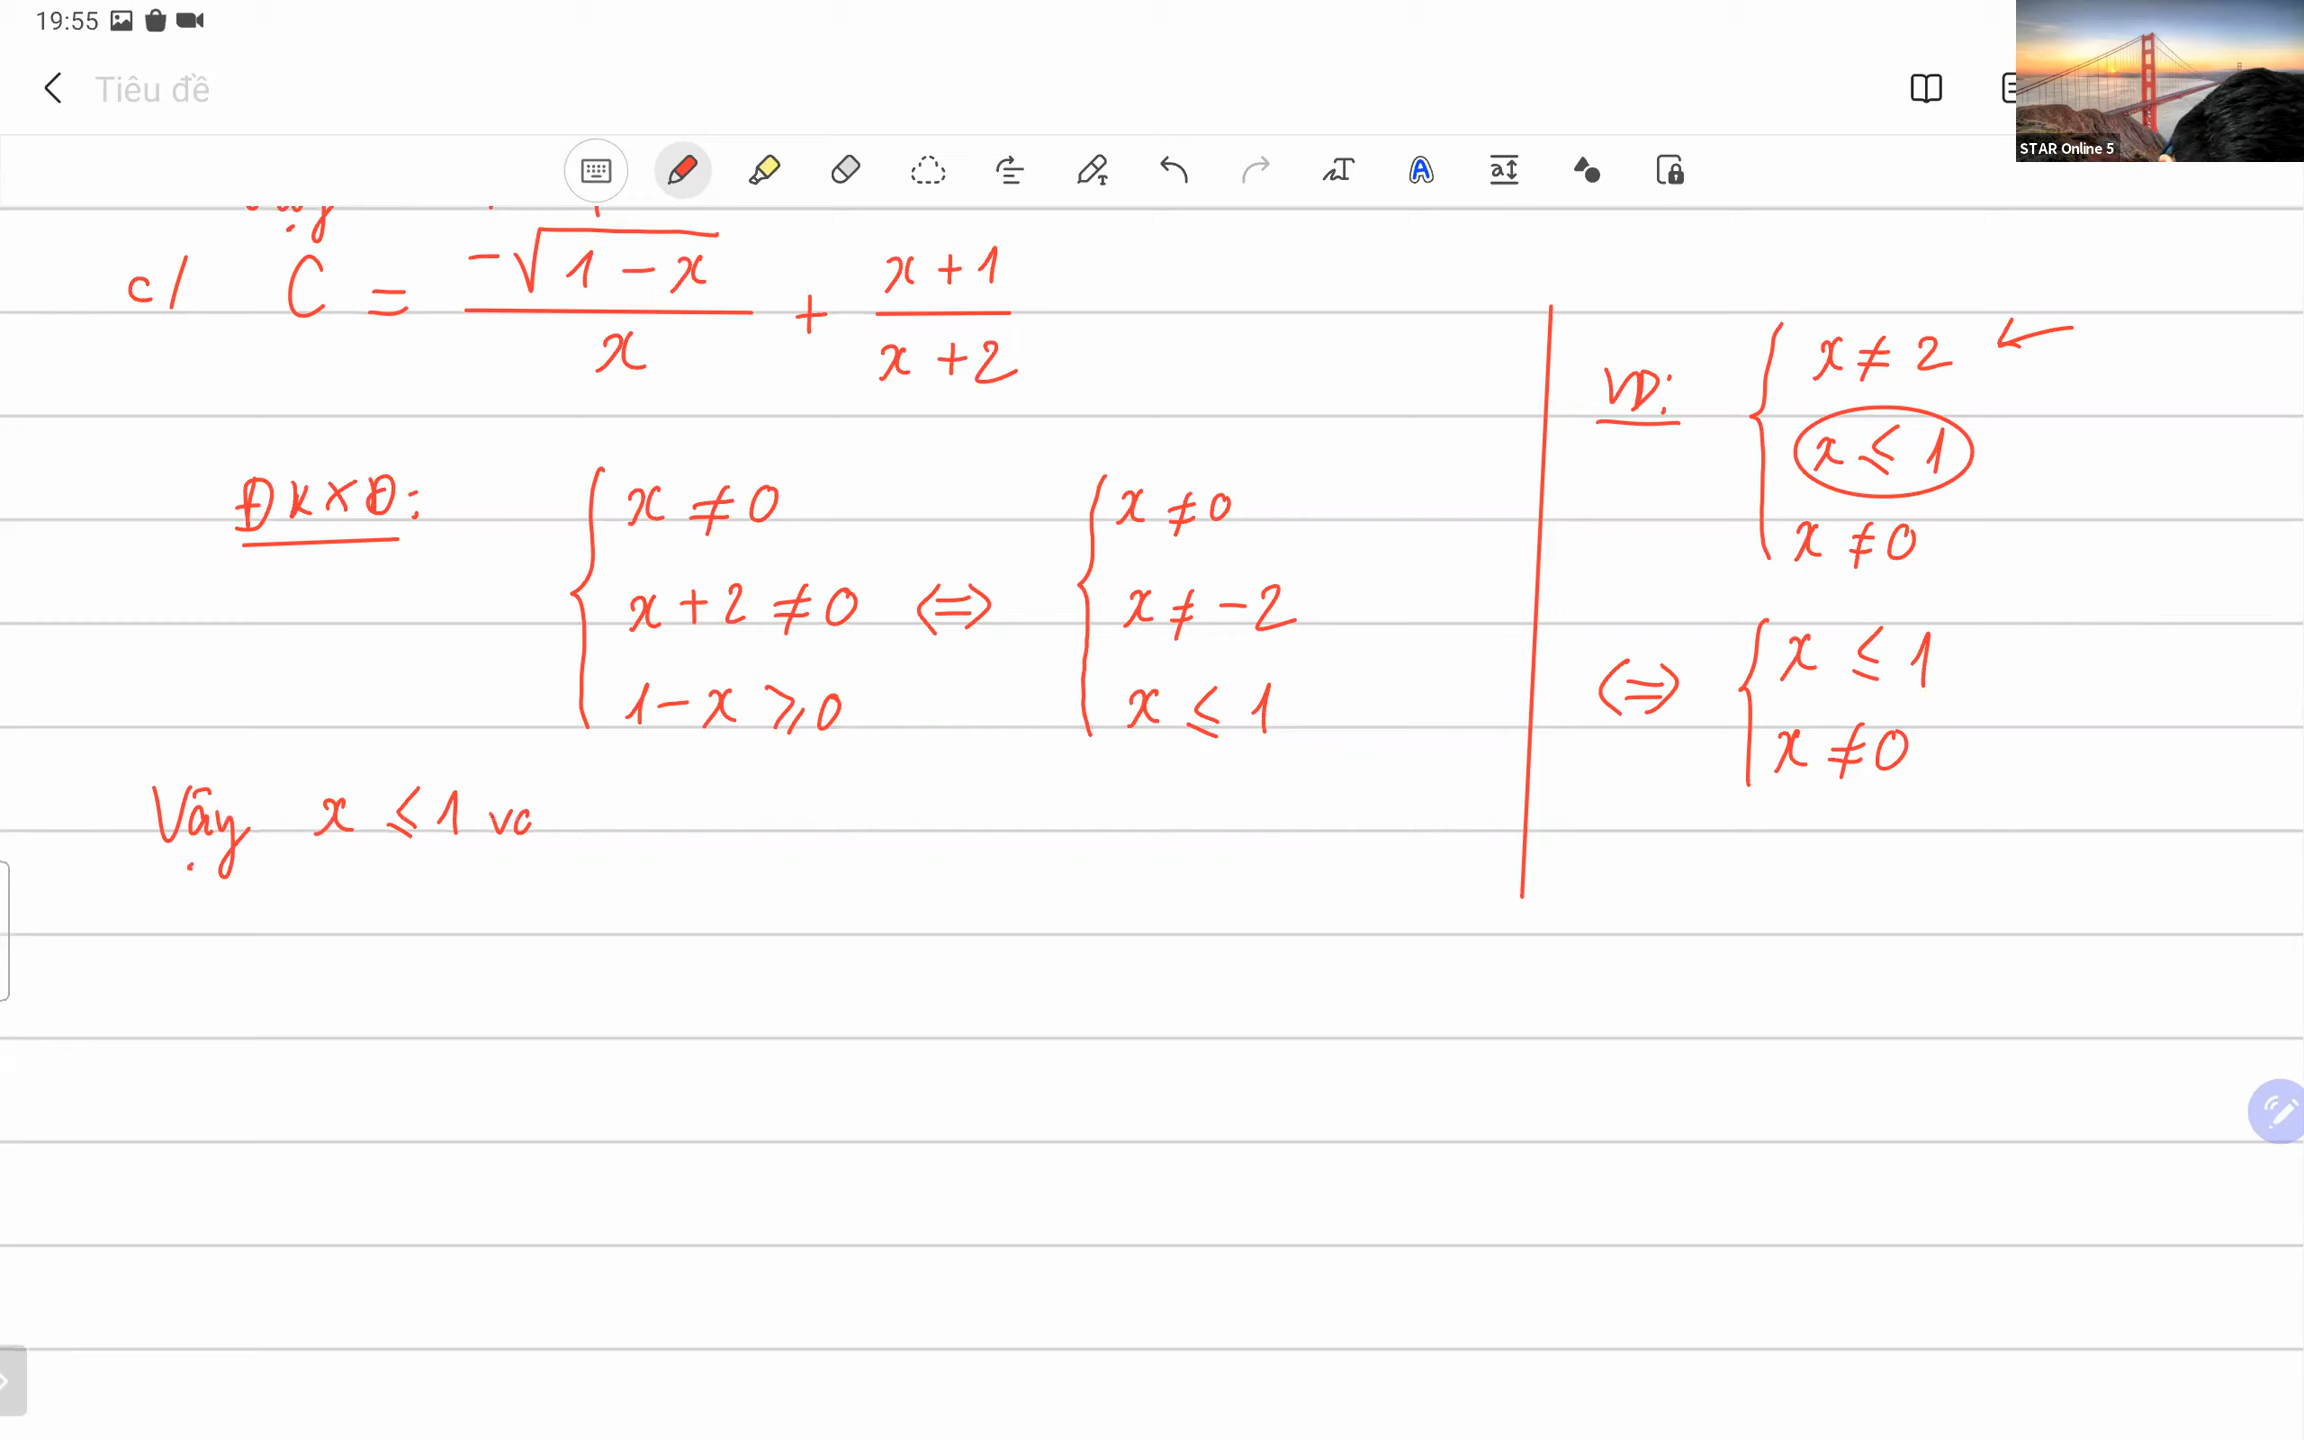 19:55
Tiêu đề
STAR Online 5
c/ C = -√(1 - x) / x + (x + 1) / (x + 2)
ĐKXĐ: { x ≠ 0 ; x + 2 ≠ 0 ; 1 - x ⩾ 0 ⇔ { x ≠ 0 ; x ≠ -2 ; x ≤ 1
Vậy x ≤ 1 va
VD: { x ≠ 2 ← ; x ≤ 1 ; x ≠ 0
⇔ { x ≤ 1 ; x ≠ 0